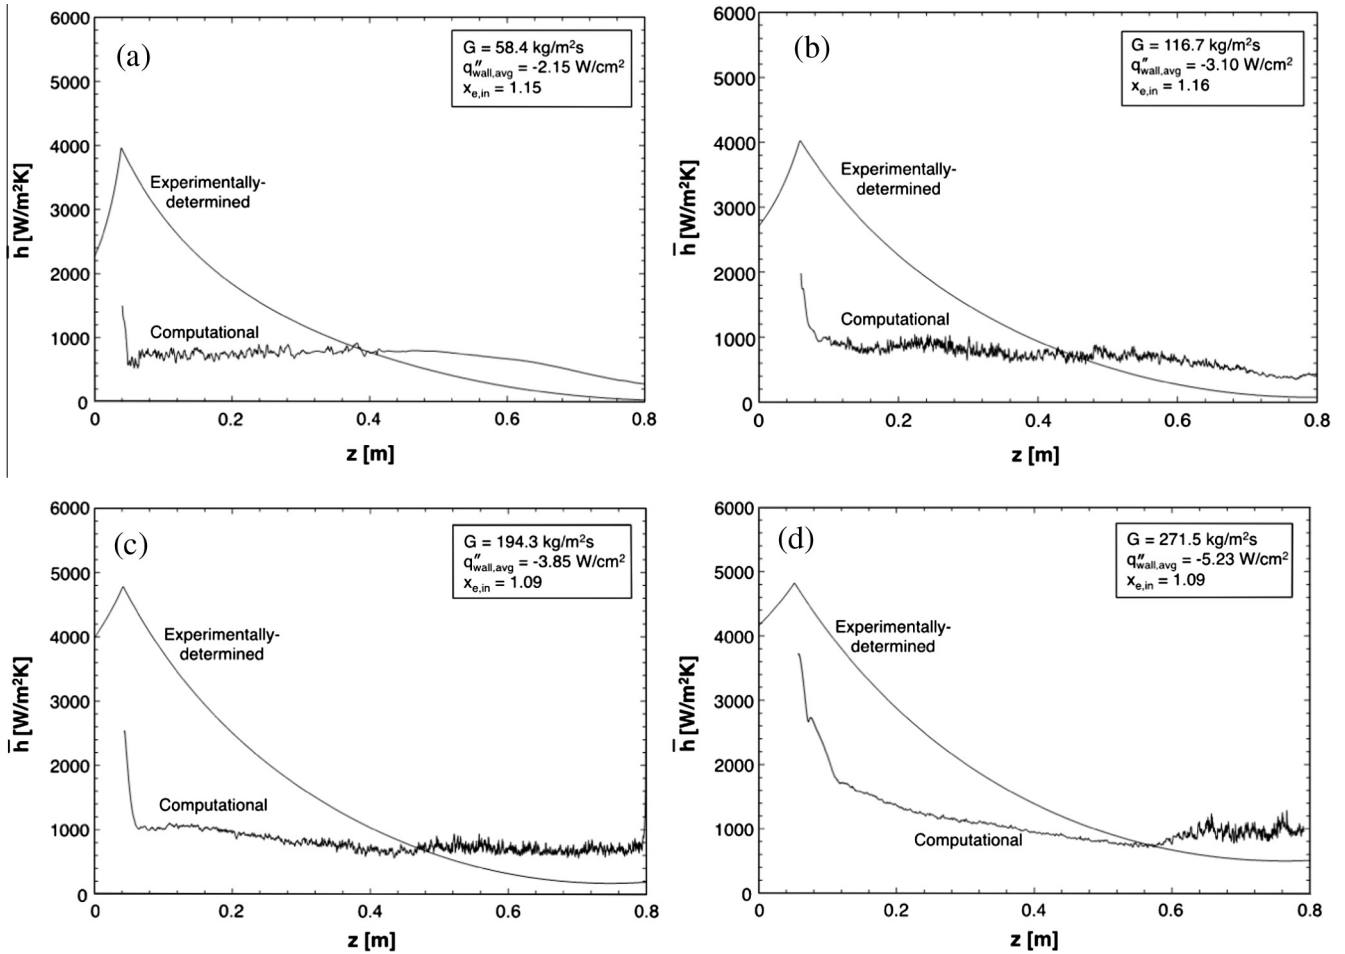 (a)
G = 58.4 kg/m²s
q″wall,avg = -2.15 W/cm²
xe,in = 1.15
6000
5000
4000
3000
2000
1000
0
h̅ [W/m²K]
Experimentally-
determined
Computational
0 0.2 0.4 0.6 0.8
z [m]
(b)
G = 116.7 kg/m²s
q″wall,avg = -3.10 W/cm²
xe,in = 1.16
6000
5000
4000
3000
2000
1000
0
h̅ [W/m²K]
Experimentally-
determined
Computational
0 0.2 0.4 0.6 0.8
z [m]
(c)
G = 194.3 kg/m²s
q″wall,avg = -3.85 W/cm²
xe,in = 1.09
6000
5000
4000
3000
2000
1000
0
h̅ [W/m²K]
Experimentally-
determined
Computational
0 0.2 0.4 0.6 0.8
z [m]
(d)
G = 271.5 kg/m²s
q″wall,avg = -5.23 W/cm²
xe,in = 1.09
6000
5000
4000
3000
2000
1000
0
h̅ [W/m²K]
Experimentally-
determined
Computational
0 0.2 0.4 0.6 0.8
z [m]